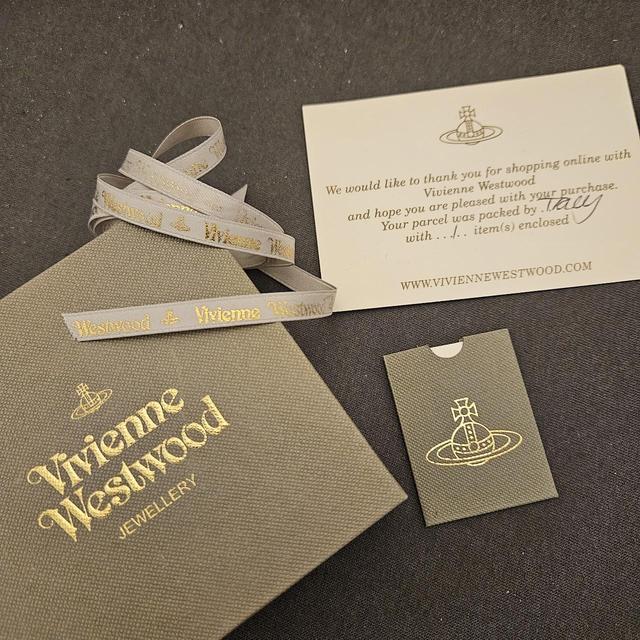 We would like to thank you for shopping online with
Vivienne Westwood
and hope you are pleased with your purchase.
Your parcel was packed by .Tracy
with . . ./. . item(s) enclosed
WWW.VIVIENNEWESTWOOD.COM
Westwood Vivienne West
Westwood Vivienne Westwood
Vivienne
Westwood
JEWELLERY